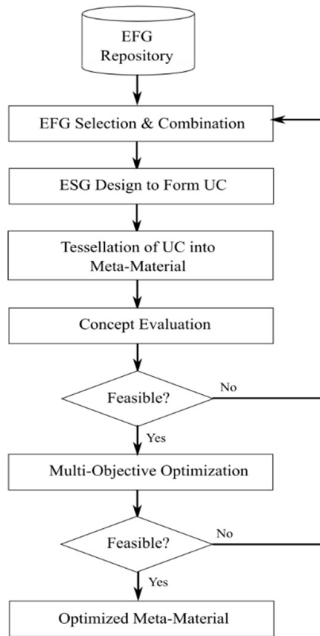 EFG
Repository
EFG Selection & Combination
ESG Design to Form UC
Tessellation of UC into
Meta-Material
Concept Evaluation
Feasible?
No
Yes
Multi-Objective Optimization
Feasible?
No
Yes
Optimized Meta-Material